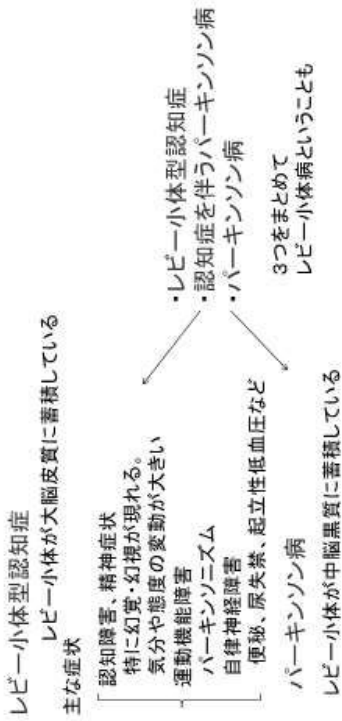 レビー小体型認知症
レビー小体が大脳皮質に蓄積している
主な症状
認知障害、精神症状
特に幻覚・幻視が現れる。
気分や態度の変動が大きい
運動機能障害
パーキンソニズム
自律神経障害
便秘、尿失禁、起立性低血圧など
パーキンソン病
レビー小体が中脳黒質に蓄積している
・レビー小体型認知症
・認知症を伴うパーキンソン病
・パーキンソン病
3つをまとめて
レビー小体病ということも